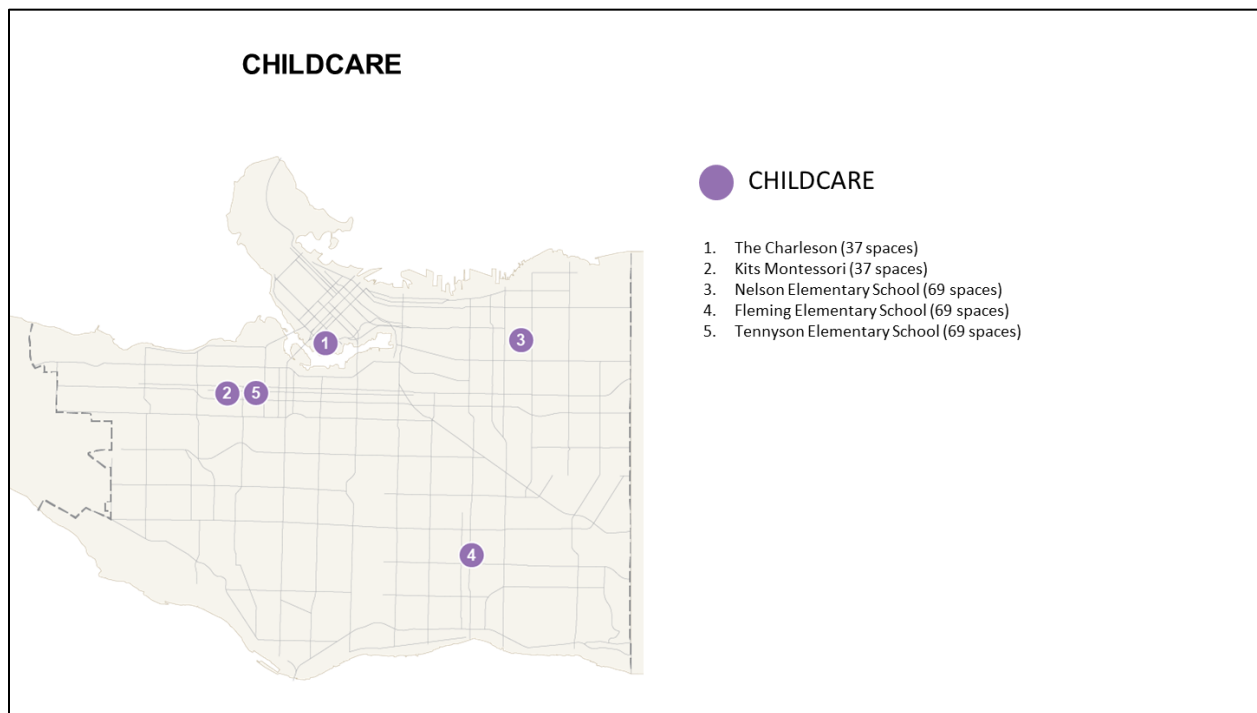 CHILDCARE
CHILDCARE
1. The Charleson (37 spaces)
2. Kits Montessori (37 spaces)
3. Nelson Elementary School (69 spaces)
4. Fleming Elementary School (69 spaces)
5. Tennyson Elementary School (69 spaces)
1
3
2 5
4